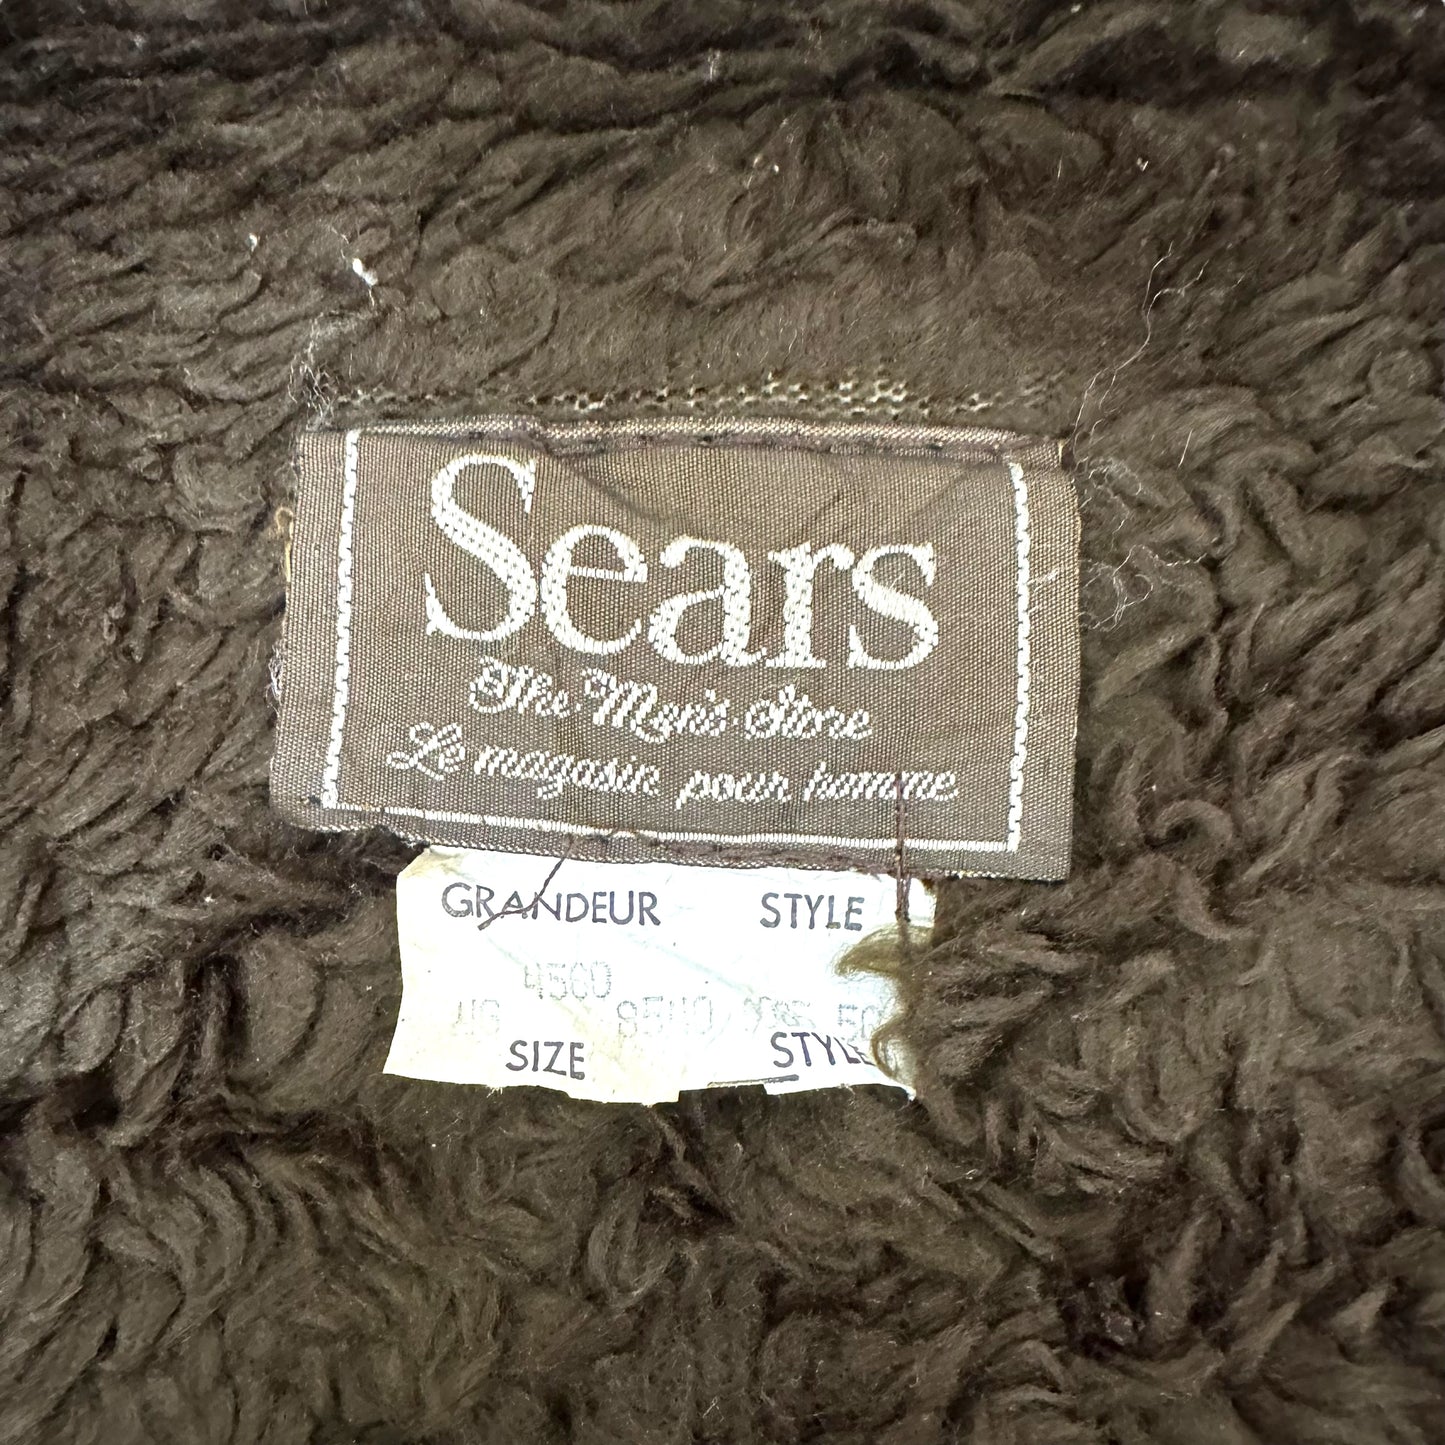 Sears
The Men's Store
Le magasin pour homme
GRANDEUR STYLE
4560
SIZE STYLE